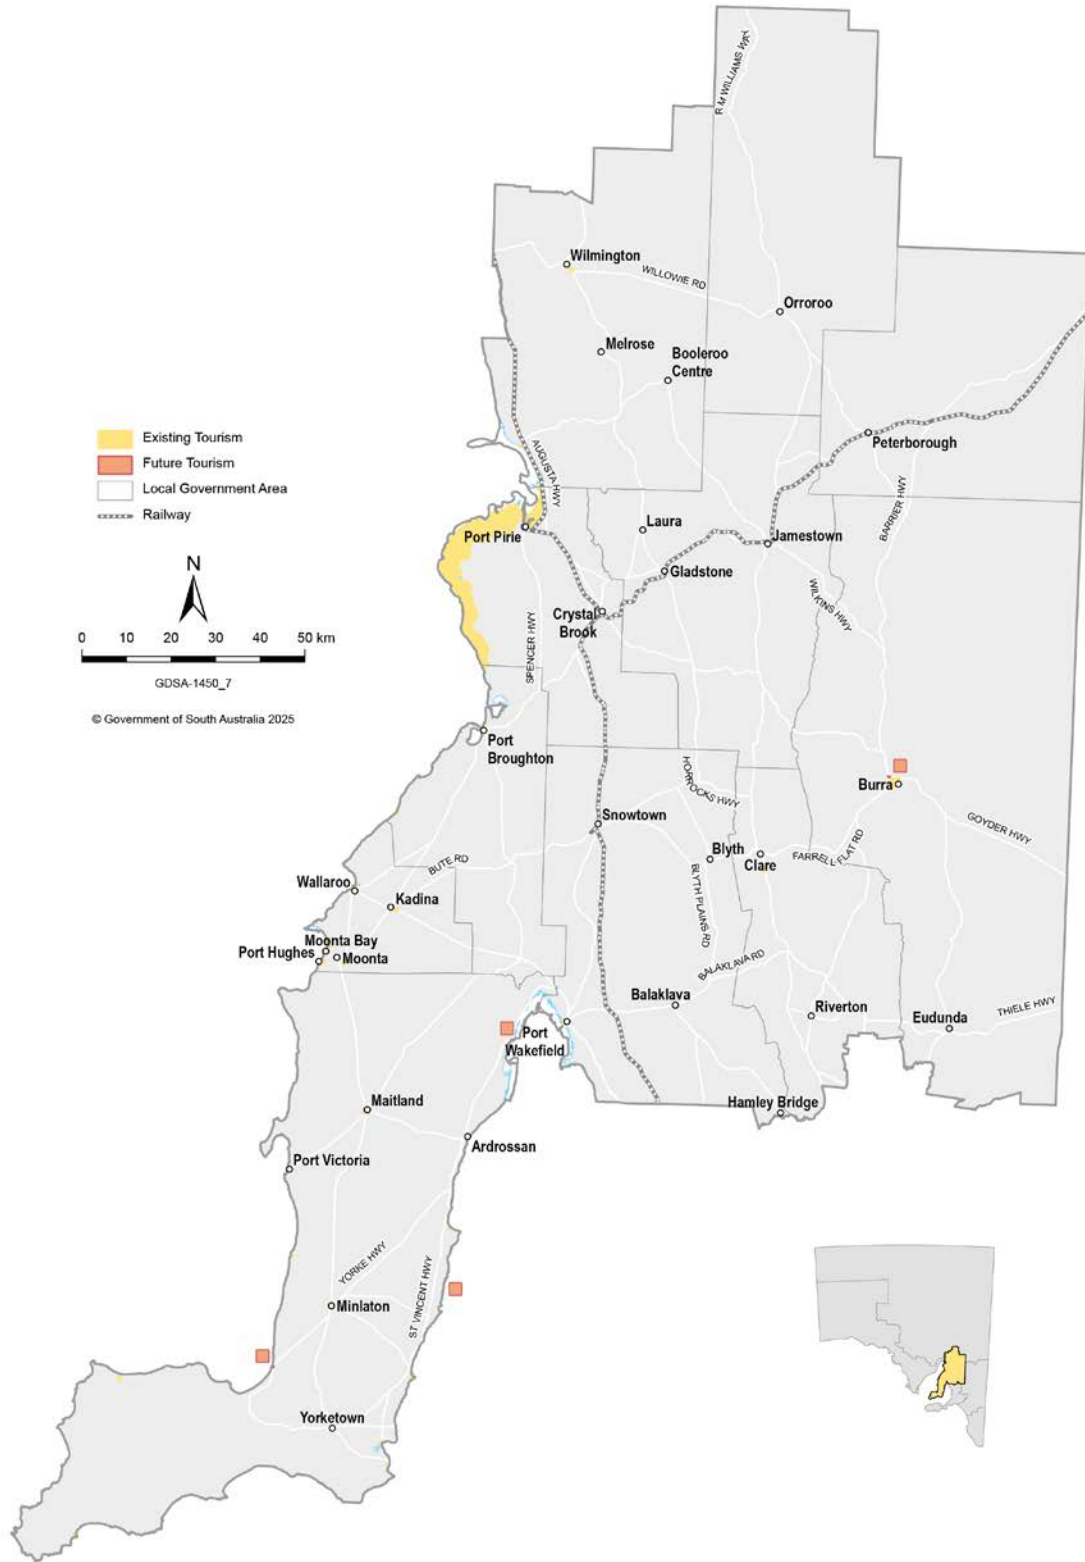 R M WILLIAMS WAY
Wilmington
WILLOWIE RD
Orroroo
Melrose
Booleroo
Centre
Existing Tourism
Future Tourism
Local Government Area
Railway
Peterborough
AUGUSTA HWY
BARRIER HWY
Port Pirie
Laura
Jamestown
N
Gladstone
WILKINS HWY
Crystal
Brook
0 10 20 30 40 50 km
SPENCER HWY
GDSA-1450_7
© Government of South Australia 2025
Port
Broughton
HORROCKS HWY
Burra
Snowtown
GOYDER HWY
Blyth
Clare
FARRELL FLAT RD
BUTE RD
Wallaroo
Kadina
BLYTH PLAINS RD
Moonta Bay
Port Hughes
Moonta
BALAKLAVA RD
Balaklava
Riverton
Eudunda
THIELE HWY
Port
Wakefield
Maitland
Hamley Bridge
Ardrossan
Port Victoria
YORKE HWY
ST VINCENT HWY
Minlaton
Yorketown